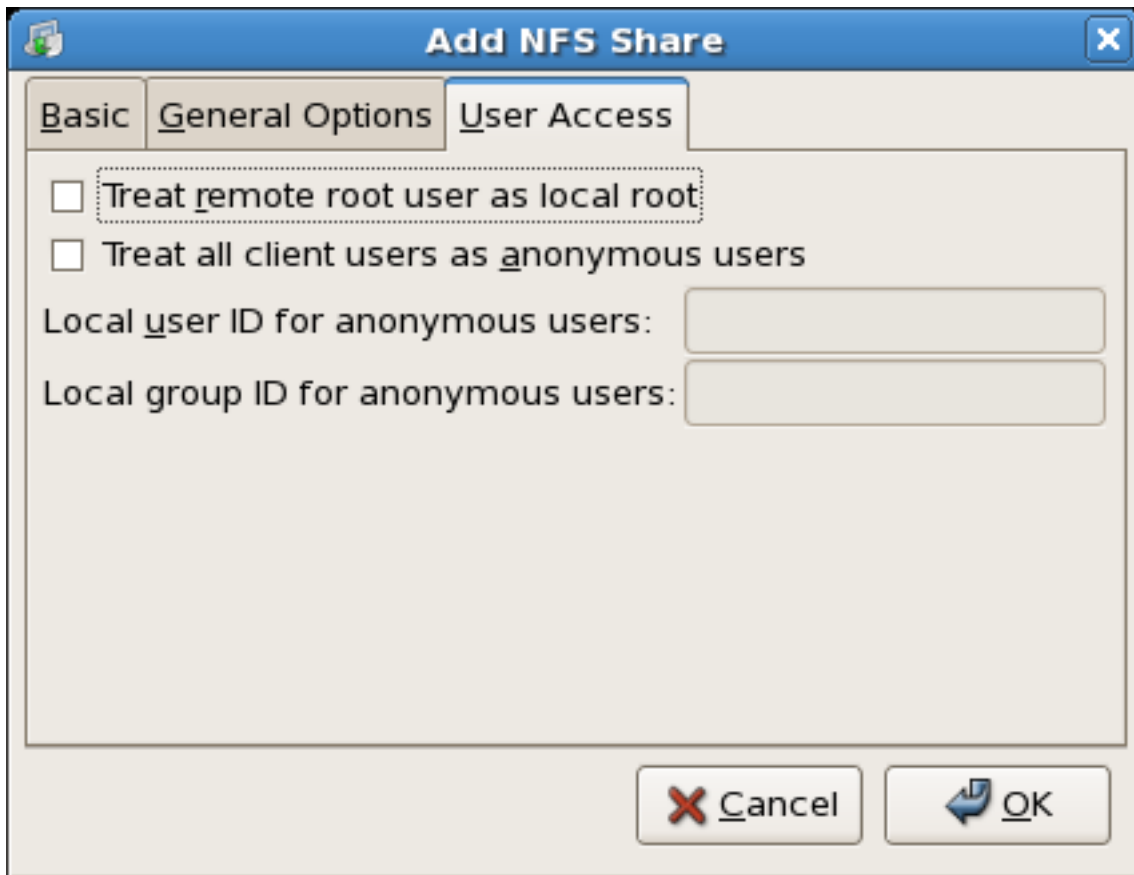 Add NFS Share
Basic General Options User Access
Treat remote root user as local root
Treat all client users as anonymous users
Local user ID for anonymous users:
Local group ID for anonymous users:
Cancel OK